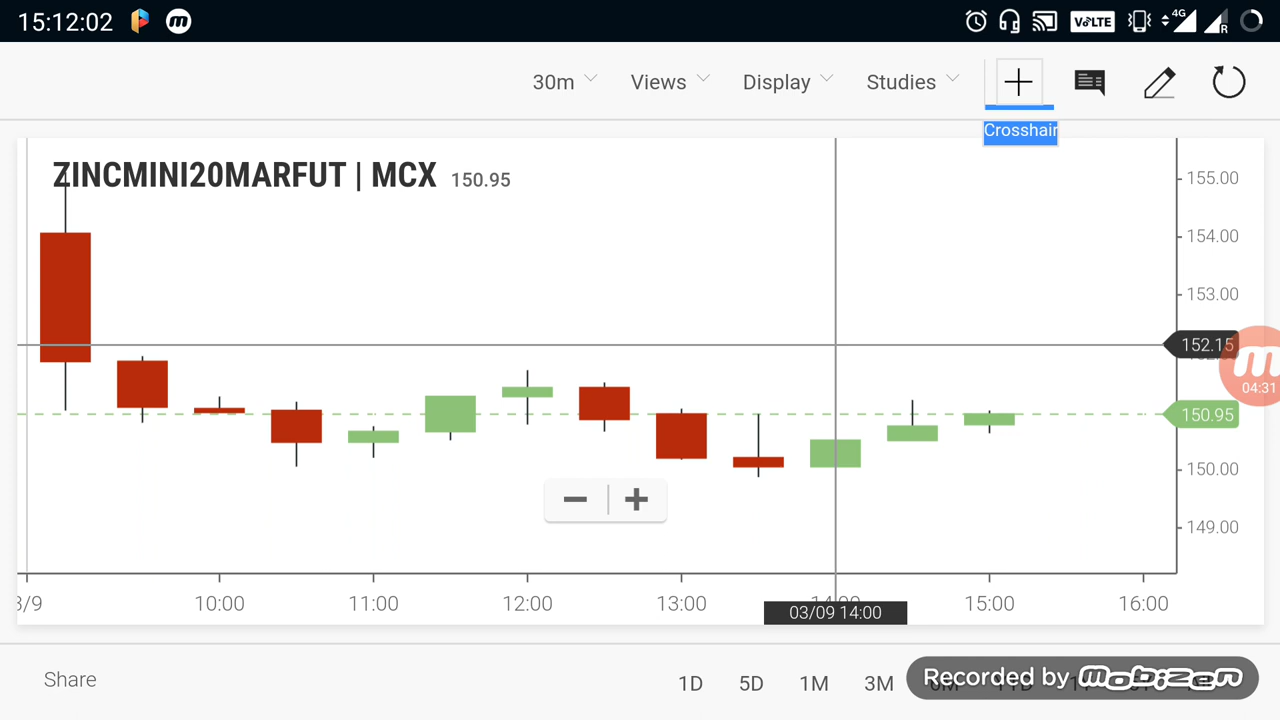 15:12:02
VoLTE
4G
R
30m Views Display Studies
Crosshair
ZINCMINI20MARFUT | MCX 150.95
155.00
154.00
153.00
152.15
04:31
150.95
150.00
149.00
10:00 11:00 12:00 13:00 14:00 15:00 16:00
03/09 14:00
Share 1D 5D 1M 3M
Recorded by mobizen